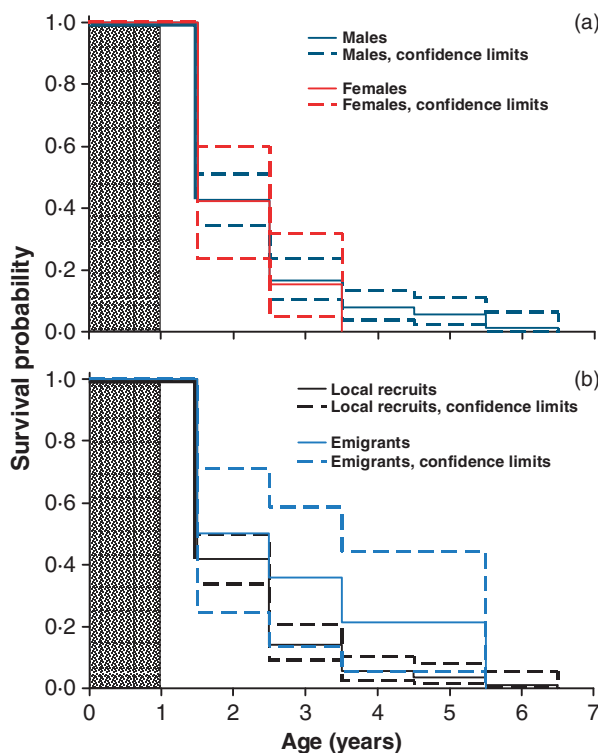 (a)
Males
Males, confidence limits
Females
Females, confidence limits
1·0
0·8
0·6
0·4
0·2
0·0
Survival probability
(b)
Local recruits
Local recruits, confidence limits
Emigrants
Emigrants, confidence limits
1·0
0·8
0·6
0·4
0·2
0·0
0 1 2 3 4 5 6 7
Age (years)